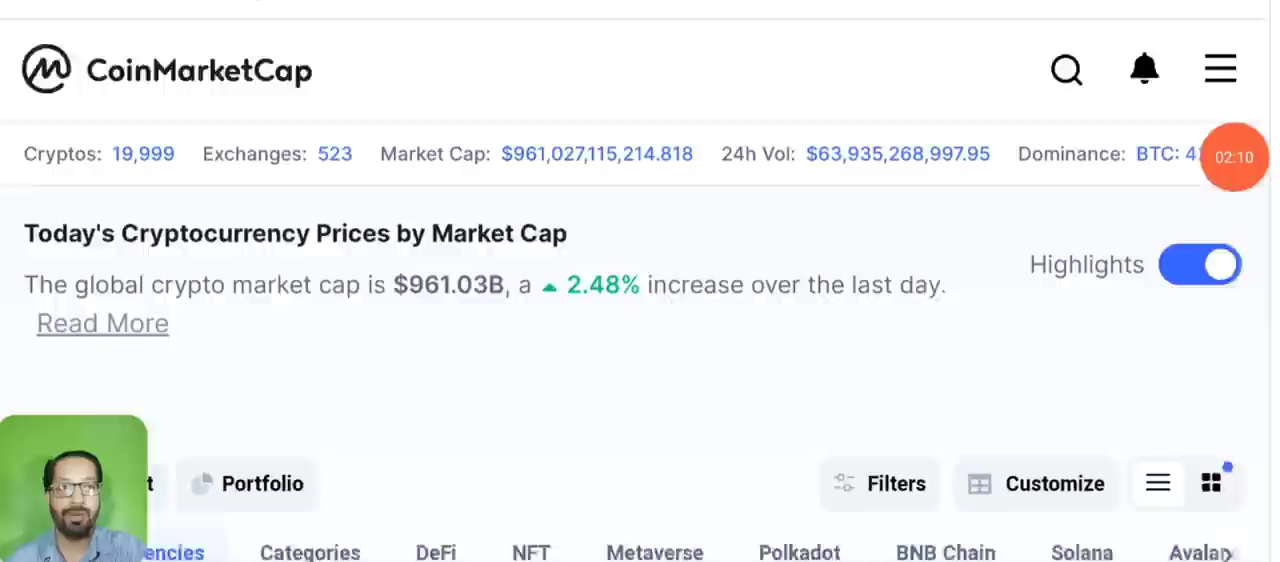 CoinMarketCap
Cryptos: 19,999 Exchanges: 523 Market Cap: $961,027,115,214.818 24h Vol: $63,935,268,997.95 Dominance: BTC:
02:10
Today's Cryptocurrency Prices by Market Cap
The global crypto market cap is $961.03B, a 2.48% increase over the last day.
Highlights
Read More
Portfolio Filters Customize
Categories DeFi NFT Metaverse Polkadot BNB Chain Solana